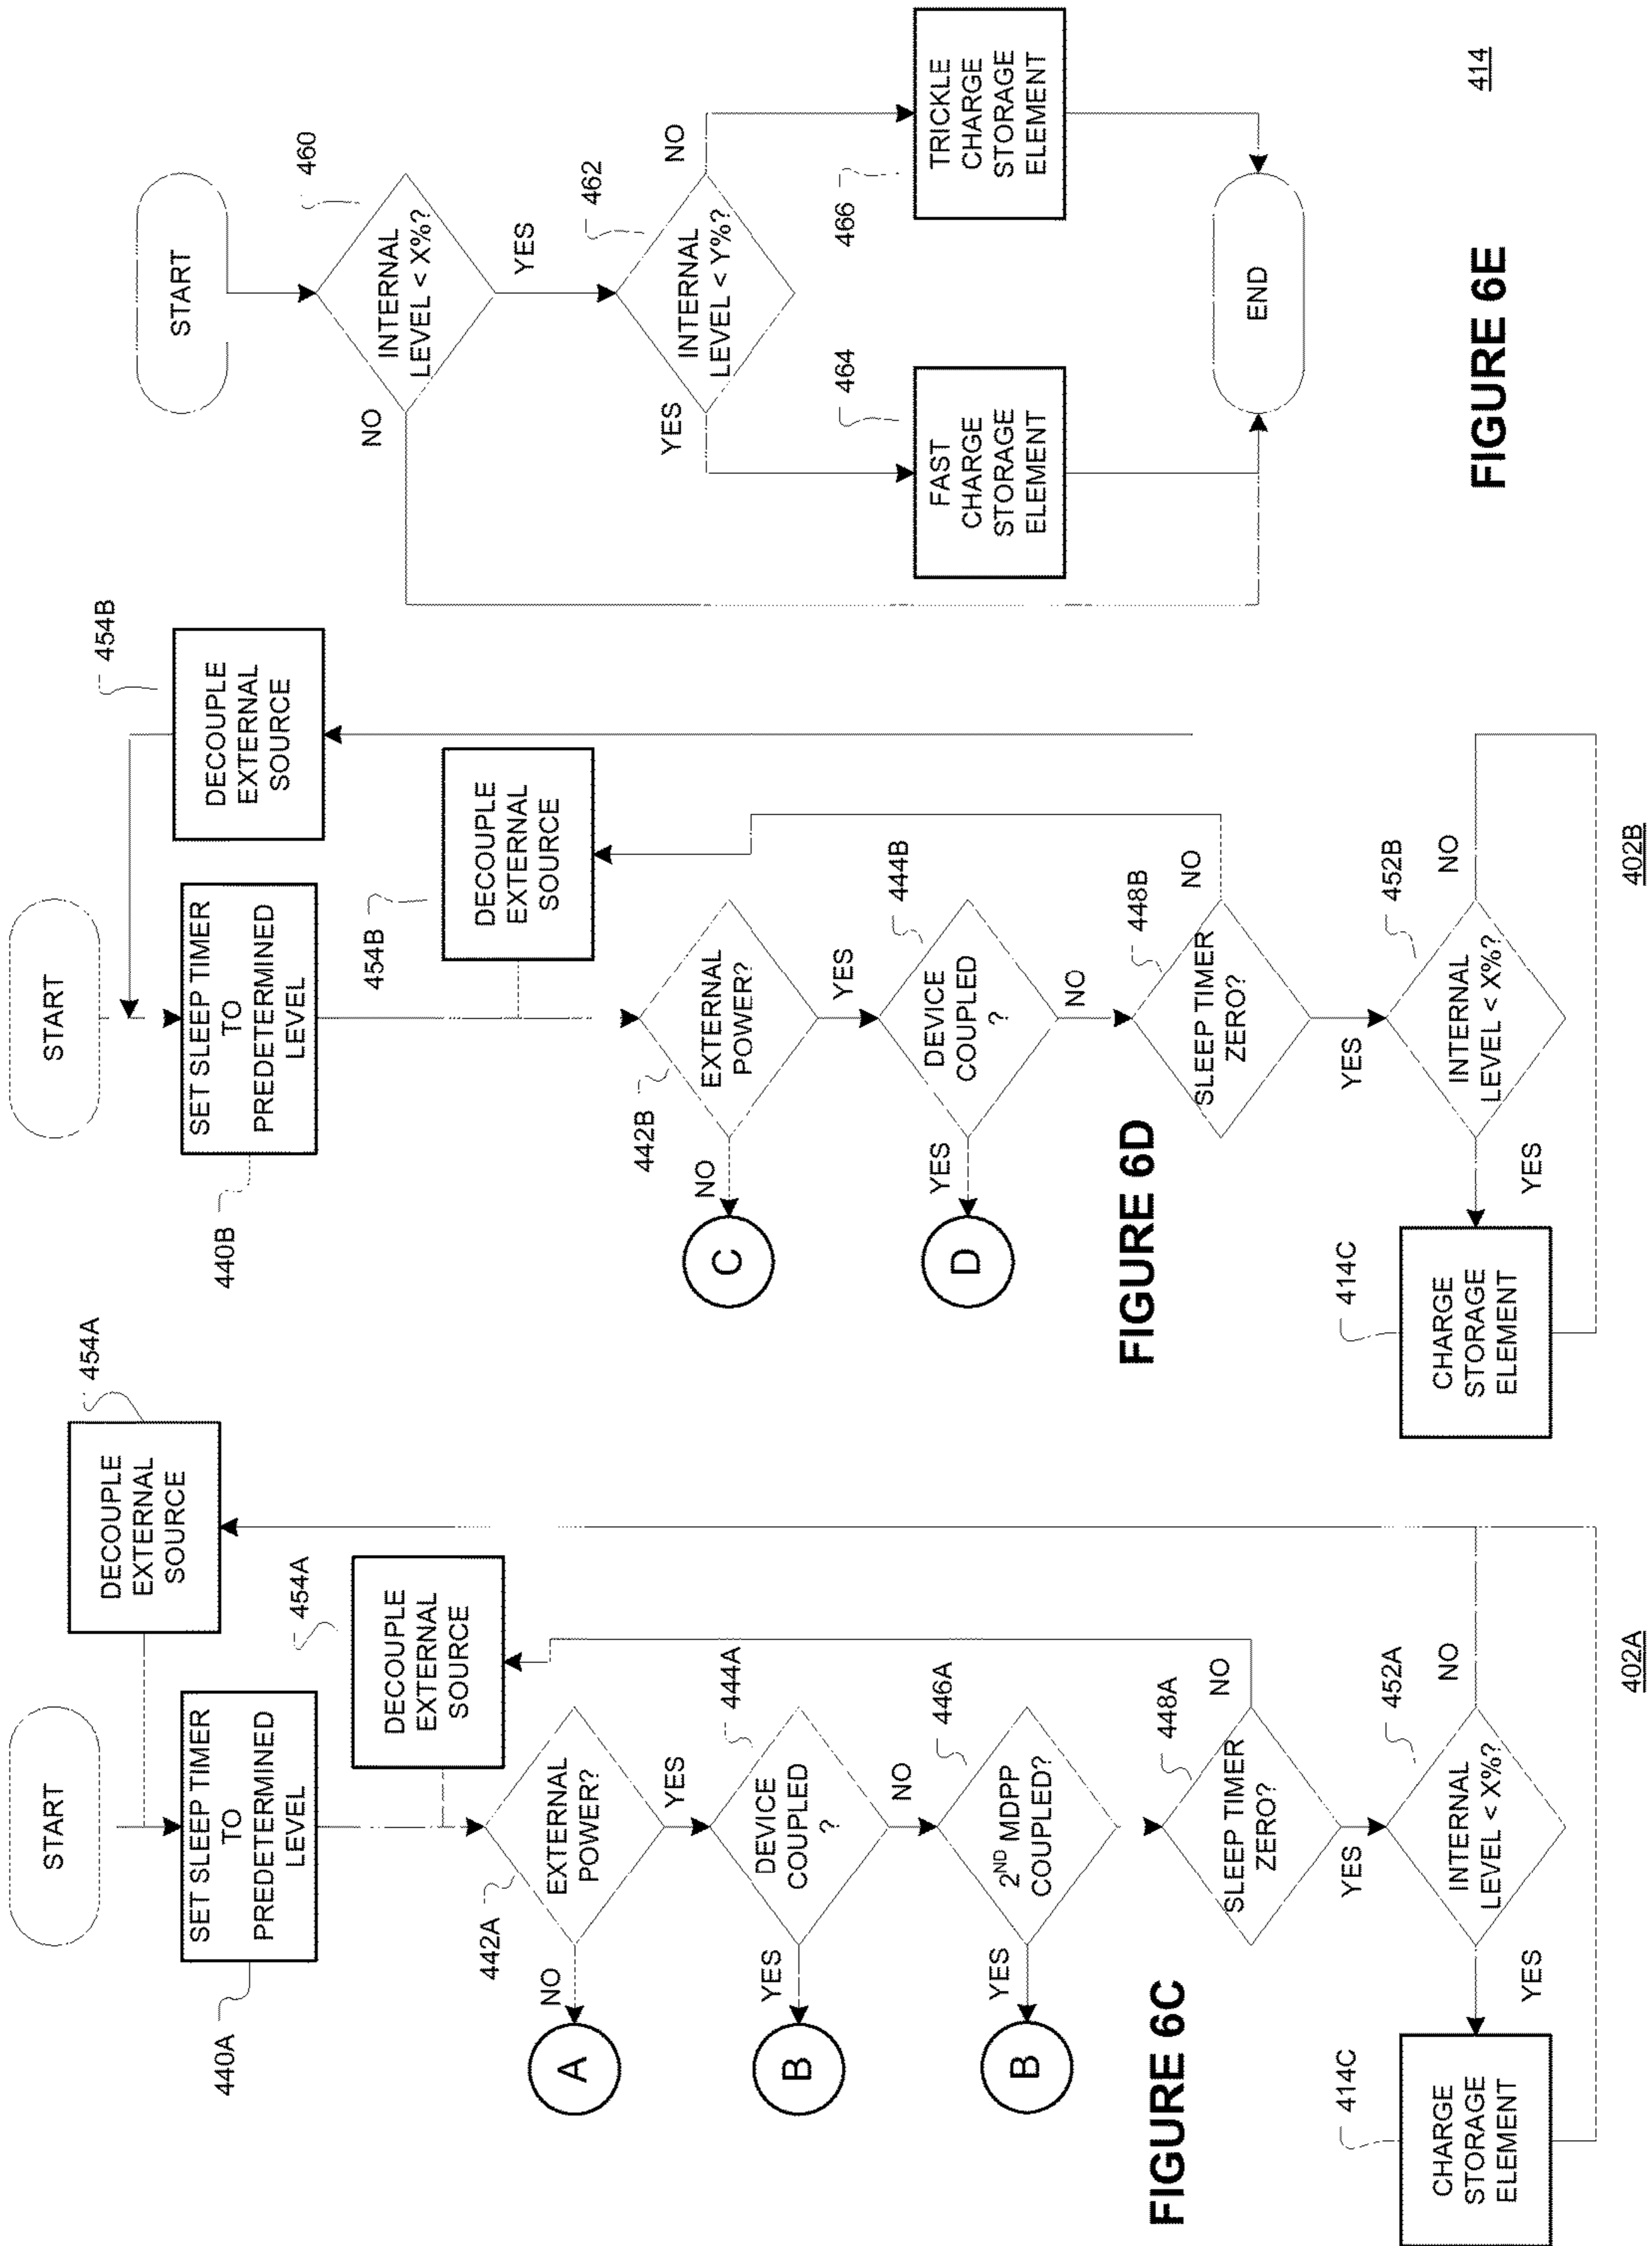 START
454A
DECOUPLE
EXTERNAL
SOURCE
SET SLEEP TIMER
TO
PREDETERMINED
LEVEL
440A
454A
DECOUPLE
EXTERNAL
SOURCE
442A
EXTERNAL
POWER?
NO
A
YES
444A
DEVICE
COUPLED
?
YES
B
NO
446A
2ND MDPP
COUPLED?
YES
B
448A
SLEEP TIMER
ZERO?
NO
YES
452A
INTERNAL
LEVEL < X%?
NO
YES
414C
CHARGE
STORAGE
ELEMENT
FIGURE 6C
402A
START
454B
DECOUPLE
EXTERNAL
SOURCE
SET SLEEP TIMER
TO
PREDETERMINED
LEVEL
440B
454B
DECOUPLE
EXTERNAL
SOURCE
442B
EXTERNAL
POWER?
NO
C
YES
444B
DEVICE
COUPLED
?
YES
D
NO
448B
SLEEP TIMER
ZERO?
NO
YES
452B
INTERNAL
LEVEL < X%?
NO
YES
414C
CHARGE
STORAGE
ELEMENT
FIGURE 6D
402B
START
460
INTERNAL
LEVEL < X%?
NO
YES
462
INTERNAL
LEVEL < Y%?
YES
NO
464
FAST
CHARGE
STORAGE
ELEMENT
466
TRICKLE
CHARGE
STORAGE
ELEMENT
END
FIGURE 6E
414